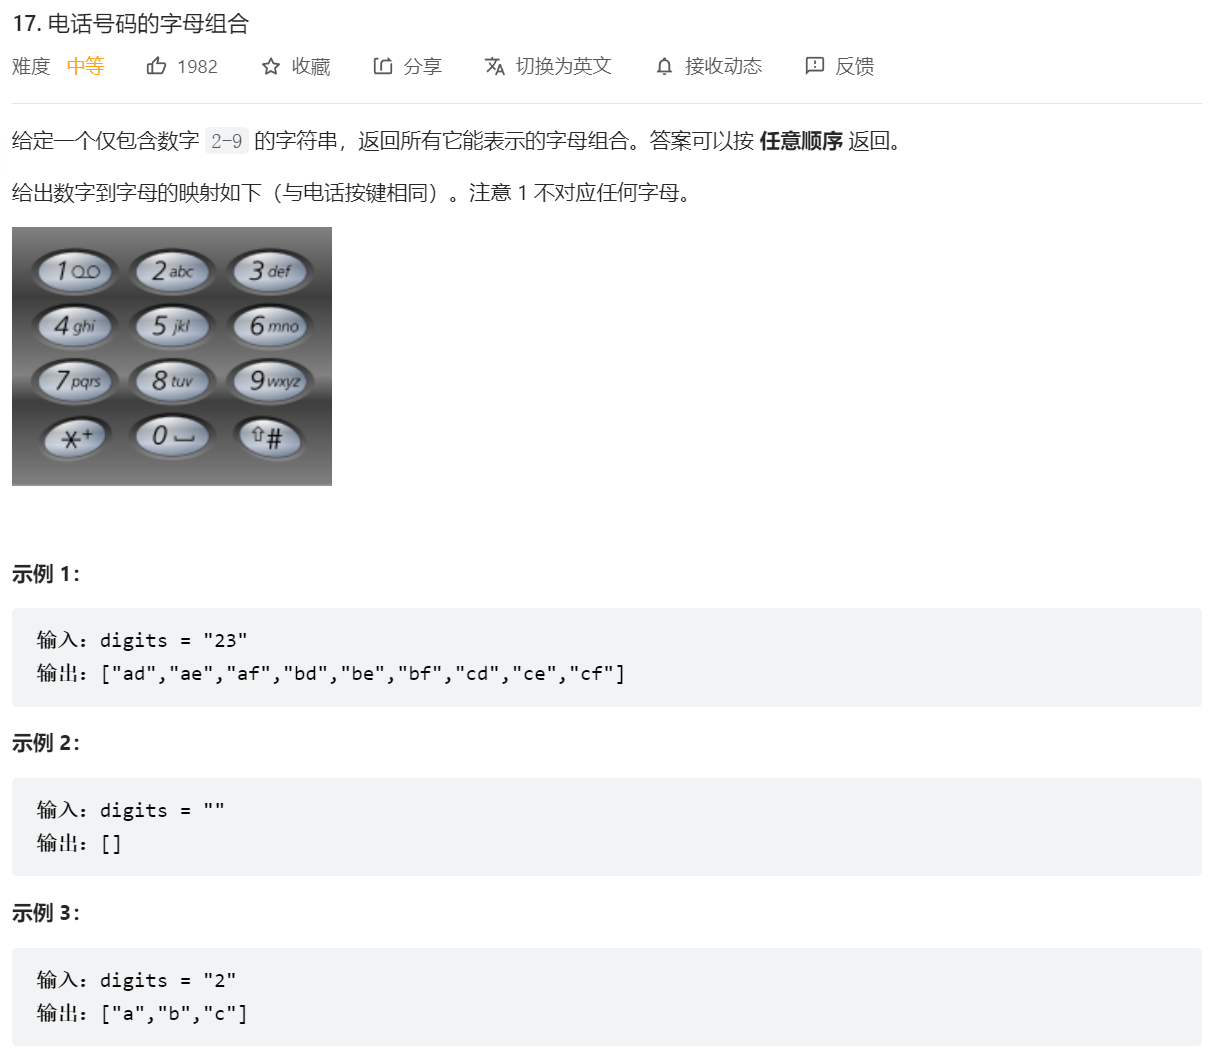 17. 电话号码的字母组合
难度 中等 1982 收藏 分享 切换为英文 接收动态 反馈
给定一个仅包含数字 2-9 的字符串，返回所有它能表示的字母组合。答案可以按 任意顺序 返回。
给出数字到字母的映射如下（与电话按键相同）。注意 1 不对应任何字母。
1 2 abc 3 def
4 ghi 5 jkl 6 mno
7 pqrs 8 tuv 9 wxyz
* + 0 #
示例 1：
输入：digits = "23"
输出：["ad","ae","af","bd","be","bf","cd","ce","cf"]
示例 2：
输入：digits = ""
输出：[]
示例 3：
输入：digits = "2"
输出：["a","b","c"]